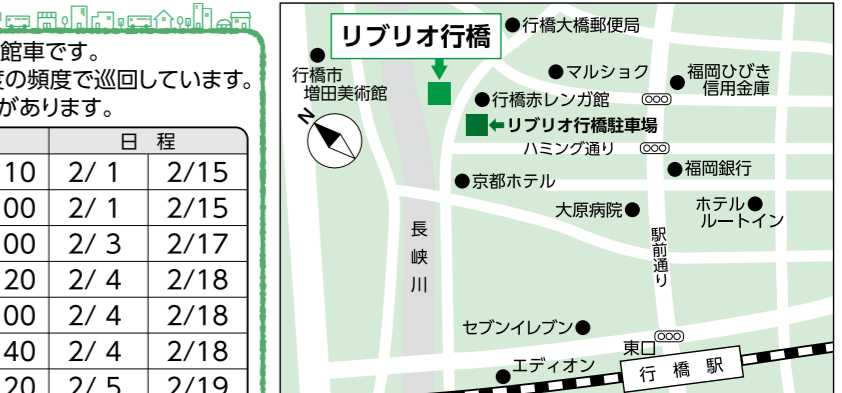 館車です。
度の頻度で巡回しています。
があります。
日 程
10 2/ 1 2/15
00 2/ 1 2/15
00 2/ 3 2/17
20 2/ 4 2/18
00 2/ 4 2/18
40 2/ 4 2/18
20 2/ 5 2/19
リブリオ行橋
●行橋大橋郵便局
行橋市
増田美術館
●マルショク
福岡ひびき
信用金庫
●行橋赤レンガ館
N
←リブリオ行橋駐車場
ハミング通り
●福岡銀行
●京都ホテル
大原病院●
ホテル●
ルートイン
長峡川
駅前通り
セブンイレブン●
東口
エディオン
行橋駅